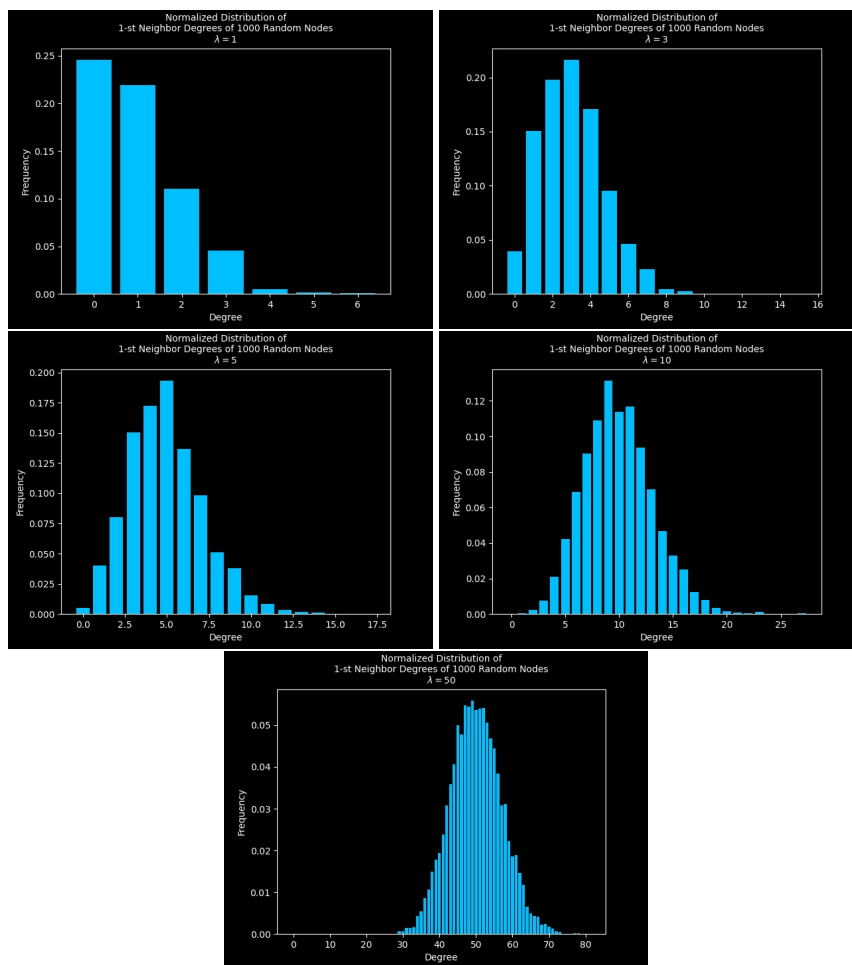 Normalized Distribution of
1-st Neighbor Degrees of 1000 Random Nodes
λ = 1
0.25
0.20
0.15
0.10
0.05
0.00
Frequency
0 1 2 3 4 5 6
Degree
Normalized Distribution of
1-st Neighbor Degrees of 1000 Random Nodes
λ = 3
0.20
0.15
0.10
0.05
0.00
Frequency
0 2 4 6 8 10 12 14 16
Degree
Normalized Distribution of
1-st Neighbor Degrees of 1000 Random Nodes
λ = 5
0.200
0.175
0.150
0.125
0.100
0.075
0.050
0.025
0.000
Frequency
0.0 2.5 5.0 7.5 10.0 12.5 15.0 17.5
Degree
Normalized Distribution of
1-st Neighbor Degrees of 1000 Random Nodes
λ = 10
0.12
0.10
0.08
0.06
0.04
0.02
0.00
Frequency
0 5 10 15 20 25
Degree
Normalized Distribution of
1-st Neighbor Degrees of 1000 Random Nodes
λ = 50
0.05
0.04
0.03
0.02
0.01
0.00
Frequency
0 10 20 30 40 50 60 70 80
Degree